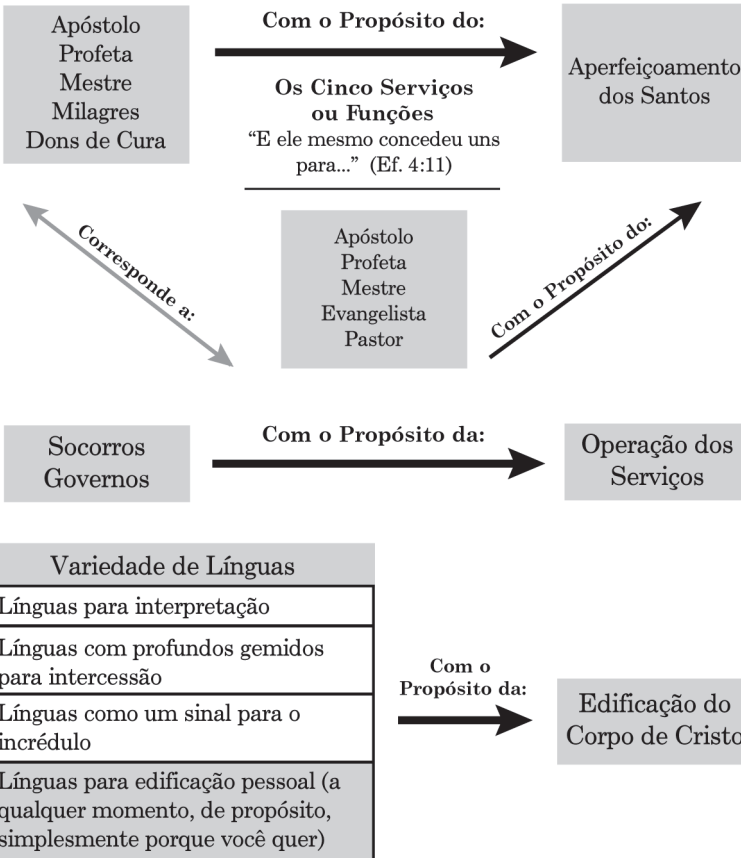 Apóstolo
Profeta
Mestre
Milagres
Dons de Cura
Com o Propósito do:
Aperfeiçoamento
dos Santos
Os Cinco Serviços
ou Funções
“E ele mesmo concedeu uns
para...” (Ef. 4:11)
Corresponde a:
Apóstolo
Profeta
Mestre
Evangelista
Pastor
Com o Propósito do:
Socorros
Governos
Com o Propósito da:
Operação dos
Serviços
Variedade de Línguas
Línguas para interpretação
Línguas com profundos gemidos
para intercessão
Línguas como um sinal para o
incrédulo
Línguas para edificação pessoal (a
qualquer momento, de propósito,
simplesmente porque você quer)
Com o
Propósito da:
Edificação do
Corpo de Cristo